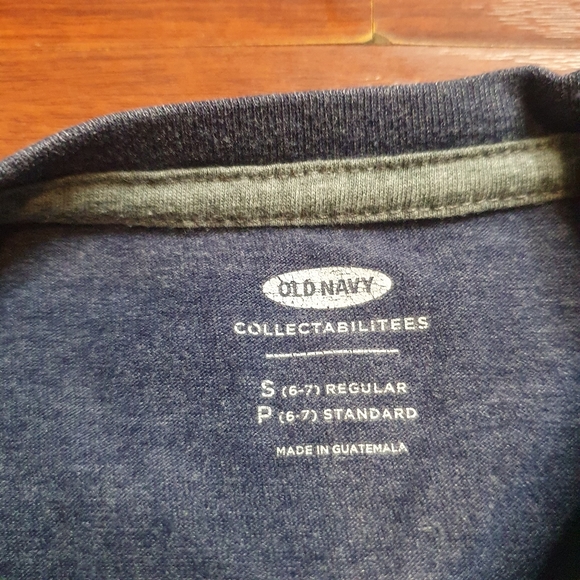 OLD NAVY
COLLECTABILITEES
S (6-7) REGULAR
P (6-7) STANDARD
MADE IN GUATEMALA